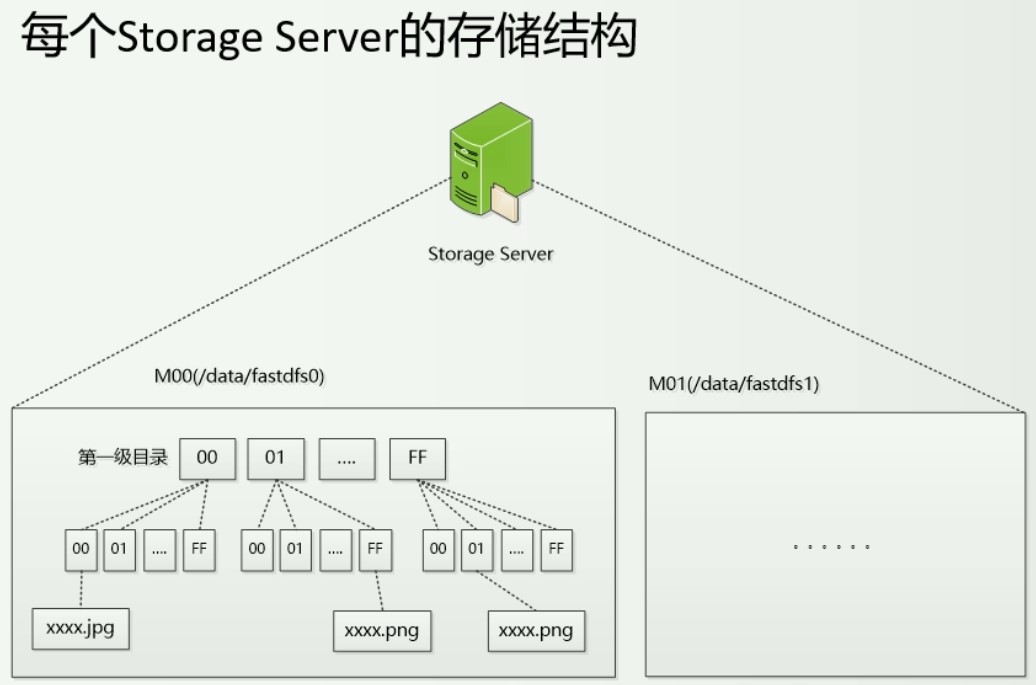 每个Storage Server的存储结构
Storage Server
M00(/data/fastdfs0)
M01(/data/fastdfs1)
第一级目录 00 01 .... FF
00 01 .... FF 00 01 .... FF 00 01 .... FF
。。。。。。
xxxx.jpg xxxx.png xxxx.png